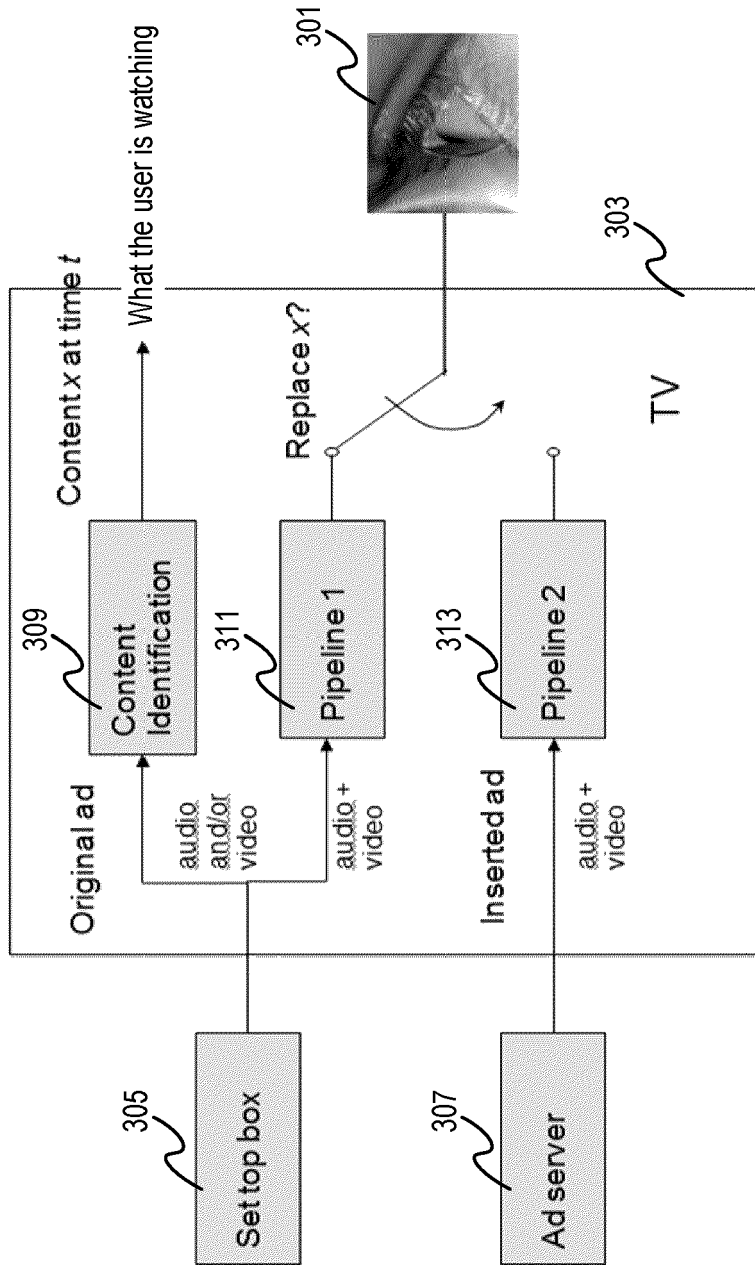 Original ad
Content x at time t
309
Content
Identification
What the user is watching
audio
and/or
video
305
Set top box
311
Pipeline 1
audio +
video
Replace x?
301
Inserted ad
307
Ad server
313
Pipeline 2
audio +
video
TV
303